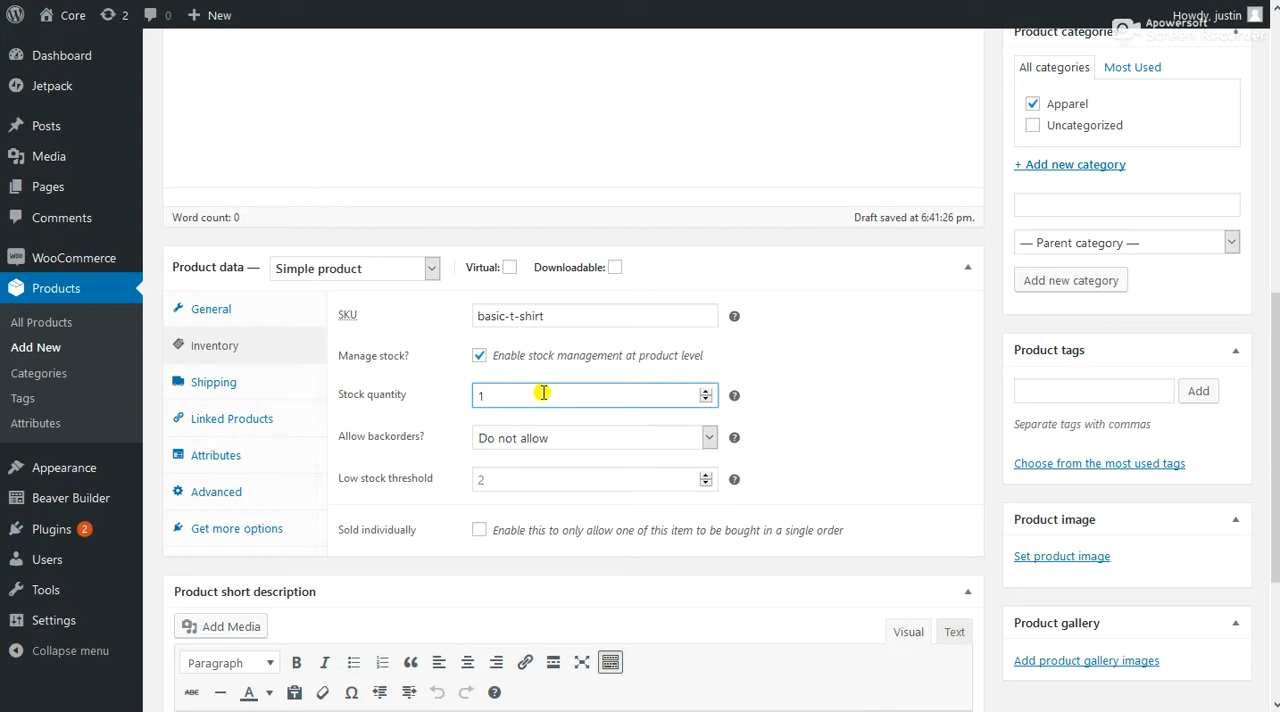 Core 2 0 + New Howdy, justin
Apowersoft
Screen Recorder
Dashboard
Jetpack
Posts
Media
Pages
Comments
WooCommerce
Products
All Products
Add New
Categories
Tags
Attributes
Appearance
Beaver Builder
Plugins 2
Users
Tools
Settings
Collapse menu
Word count: 0 Draft saved at 6:41:26 pm.
Product data — Simple product Virtual: Downloadable:
General
Inventory
Shipping
Linked Products
Attributes
Advanced
Get more options
SKU basic-t-shirt
Manage stock? Enable stock management at product level
Stock quantity 1
Allow backorders? Do not allow
Low stock threshold 2
Sold individually Enable this to only allow one of this item to be bought in a single order
Product short description
Add Media
Visual Text
Paragraph B I
ABC A
Product categories
All categories Most Used
Apparel
Uncategorized
+ Add new category
— Parent category —
Add new category
Product tags
Add
Separate tags with commas
Choose from the most used tags
Product image
Set product image
Product gallery
Add product gallery images